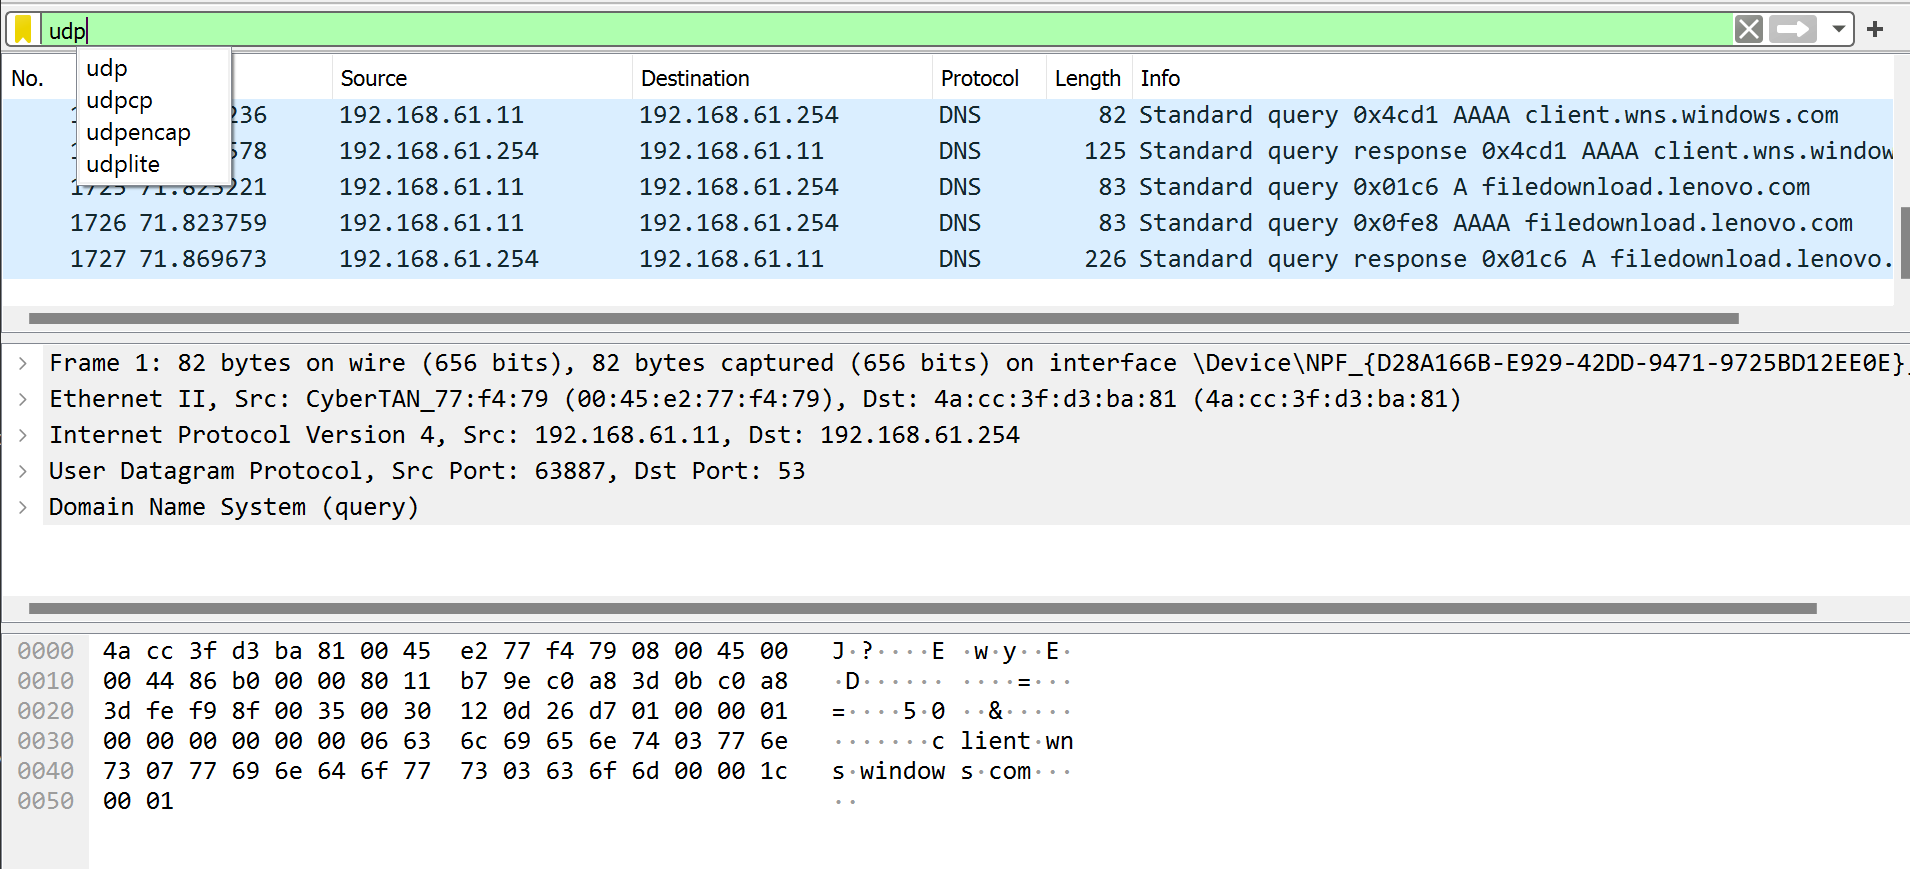 udp
udp
udpcp
udpencap
udplite
No. Source Destination Protocol Length Info
236 192.168.61.11 192.168.61.254 DNS 82 Standard query 0x4cd1 AAAA client.wns.windows.com
578 192.168.61.254 192.168.61.11 DNS 125 Standard query response 0x4cd1 AAAA client.wns.window
1725 71.823221 192.168.61.11 192.168.61.254 DNS 83 Standard query 0x01c6 A filedownload.lenovo.com
1726 71.823759 192.168.61.11 192.168.61.254 DNS 83 Standard query 0x0fe8 AAAA filedownload.lenovo.com
1727 71.869673 192.168.61.254 192.168.61.11 DNS 226 Standard query response 0x01c6 A filedownload.lenovo.
Frame 1: 82 bytes on wire (656 bits), 82 bytes captured (656 bits) on interface \Device\NPF_{D28A166B-E929-42DD-9471-9725BD12EE0E},
Ethernet II, Src: CyberTAN_77:f4:79 (00:45:e2:77:f4:79), Dst: 4a:cc:3f:d3:ba:81 (4a:cc:3f:d3:ba:81)
Internet Protocol Version 4, Src: 192.168.61.11, Dst: 192.168.61.254
User Datagram Protocol, Src Port: 63887, Dst Port: 53
Domain Name System (query)
0000 4a cc 3f d3 ba 81 00 45 e2 77 f4 79 08 00 45 00 J·?····E ·w·y··E·
0010 00 44 86 b0 00 00 80 11 b7 9e c0 a8 3d 0b c0 a8 ·D······ ····=···
0020 3d fe f9 8f 00 35 00 30 12 0d 26 d7 01 00 00 01 =····5·0 ··&·····
0030 00 00 00 00 00 00 06 63 6c 69 65 6e 74 03 77 6e ·······c lient·wn
0040 73 07 77 69 6e 64 6f 77 73 03 63 6f 6d 00 00 1c s·window s·com···
0050 00 01 ··